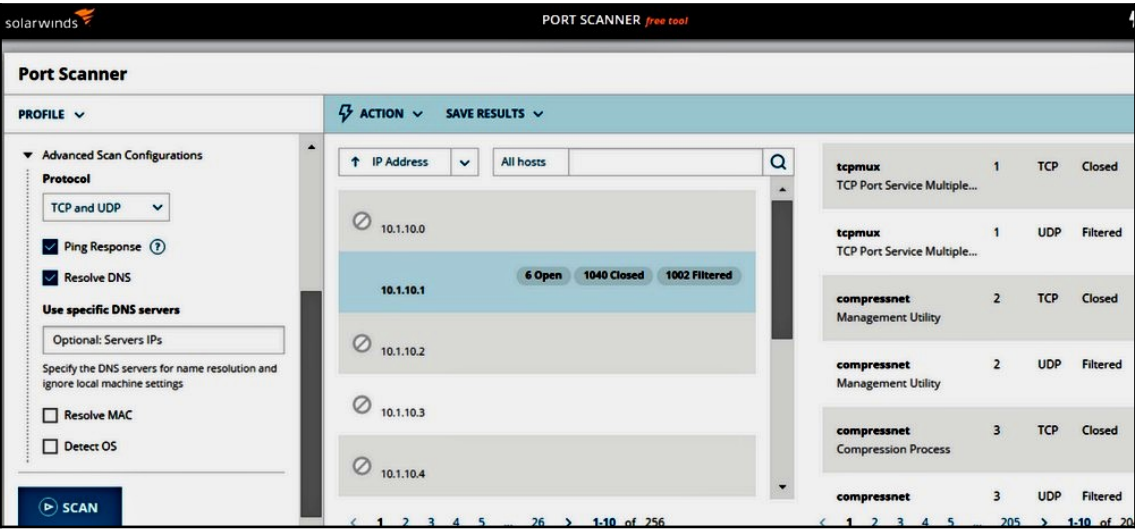 solarwinds
PORT SCANNER free tool
Port Scanner
PROFILE
ACTION SAVE RESULTS
Advanced Scan Configurations
Protocol
TCP and UDP
Ping Response ?
Resolve DNS
Use specific DNS servers
Optional: Servers IPs
Specify the DNS servers for name resolution and
ignore local machine settings
Resolve MAC
Detect OS
SCAN
IP Address All hosts
10.1.10.0
6 Open 1040 Closed 1002 Filtered
10.1.10.1
10.1.10.2
10.1.10.3
10.1.10.4
< 1 2 3 4 5 ... 26 > 1-10 of 256
tcpmux 1 TCP Closed
TCP Port Service Multiple...
tcpmux 1 UDP Filtered
TCP Port Service Multiple...
compressnet 2 TCP Closed
Management Utility
compressnet 2 UDP Filtered
Management Utility
compressnet 3 TCP Closed
Compression Process
compressnet 3 UDP Filtered
< 1 2 3 4 5 ... 205 > 1-10 of 20